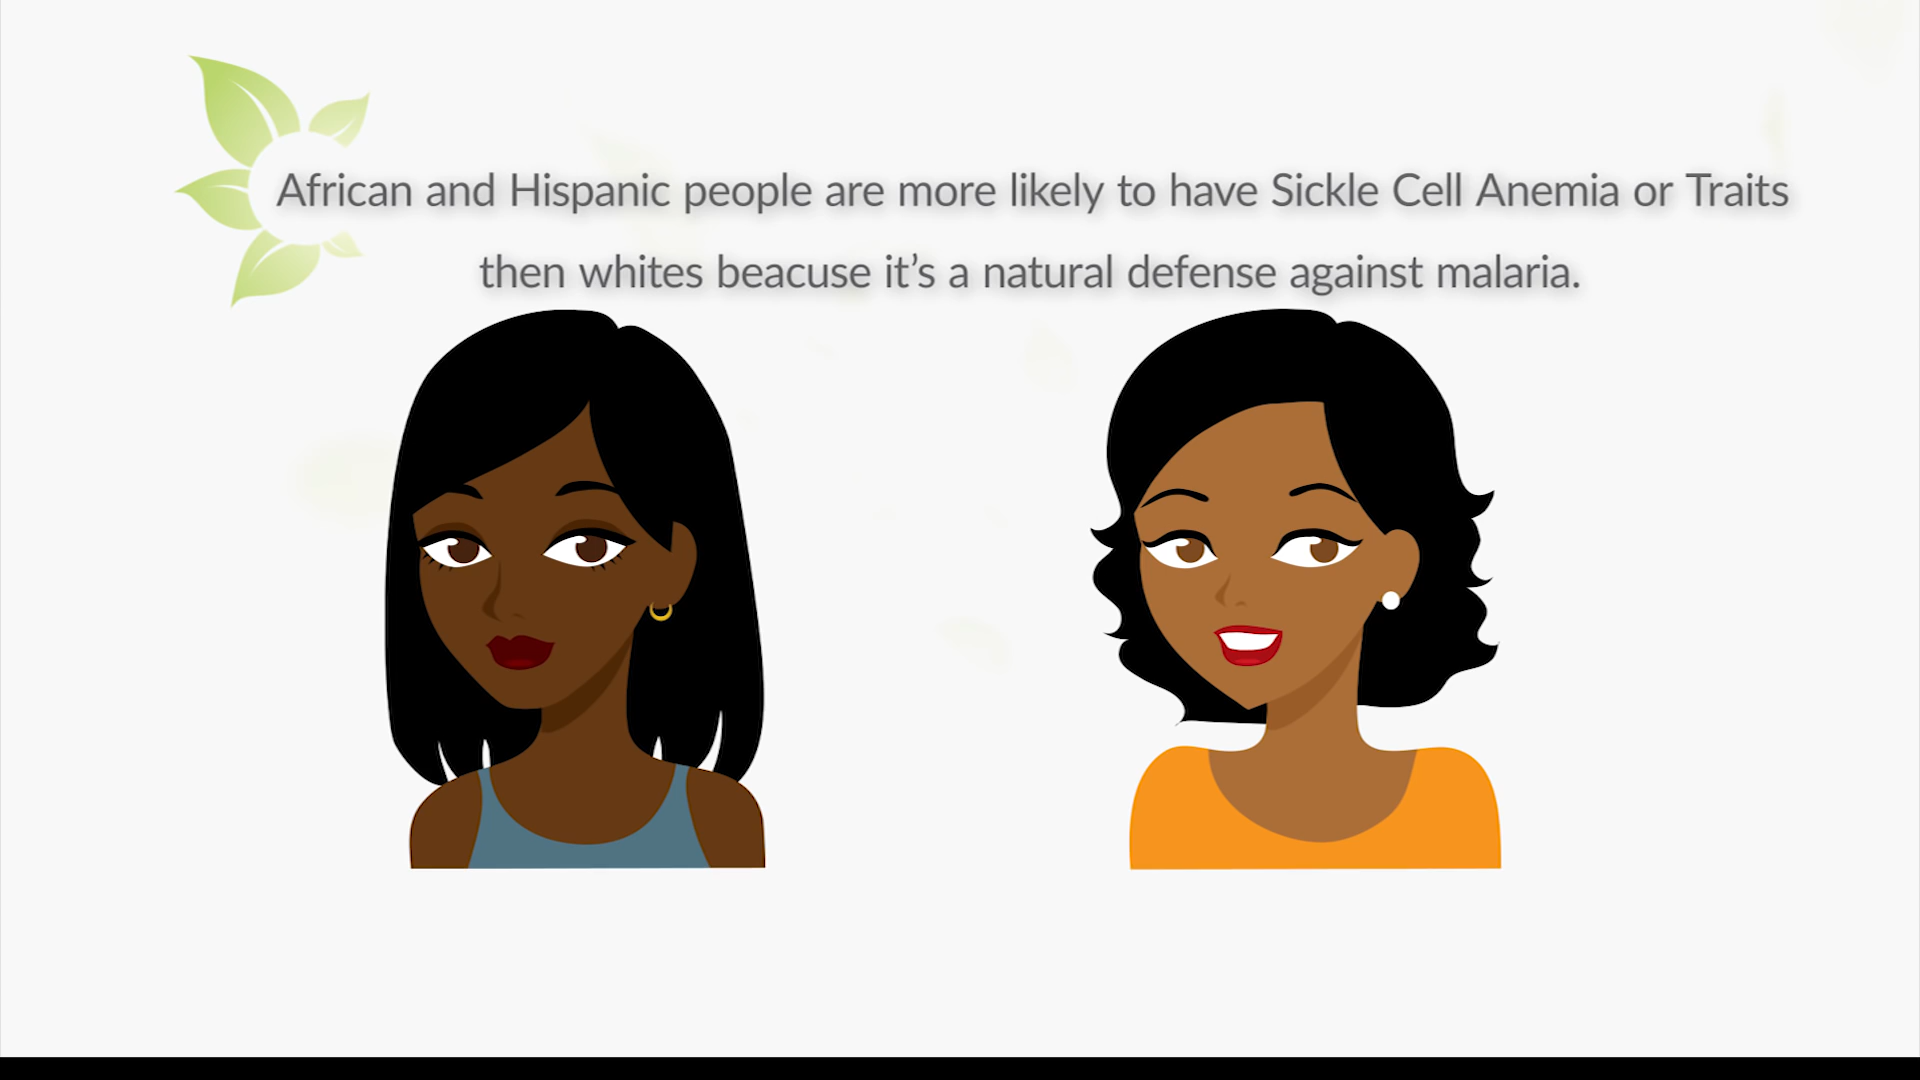 African and Hispanic people are more likely to have Sickle Cell Anemia or Traits
then whites beacuse it's a natural defense against malaria.